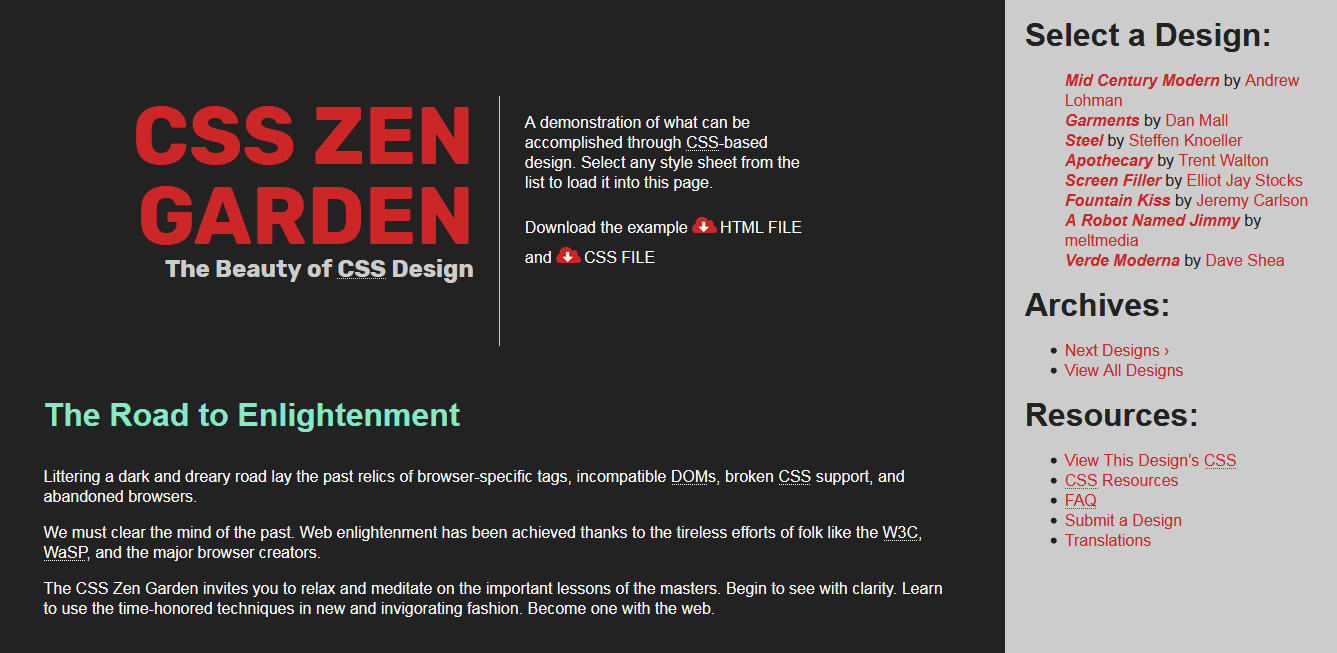 CSS ZEN
GARDEN
The Beauty of CSS Design
A demonstration of what can be
accomplished through CSS-based
design. Select any style sheet from the
list to load it into this page.
Download the example HTML FILE
and CSS FILE
The Road to Enlightenment
Littering a dark and dreary road lay the past relics of browser-specific tags, incompatible DOMs, broken CSS support, and
abandoned browsers.
We must clear the mind of the past. Web enlightenment has been achieved thanks to the tireless efforts of folk like the W3C,
WaSP, and the major browser creators.
The CSS Zen Garden invites you to relax and meditate on the important lessons of the masters. Begin to see with clarity. Learn
to use the time-honored techniques in new and invigorating fashion. Become one with the web.
Select a Design:
Mid Century Modern by Andrew
Lohman
Garments by Dan Mall
Steel by Steffen Knoeller
Apothecary by Trent Walton
Screen Filler by Elliot Jay Stocks
Fountain Kiss by Jeremy Carlson
A Robot Named Jimmy by
meltmedia
Verde Moderna by Dave Shea
Archives:
• Next Designs ›
• View All Designs
Resources:
• View This Design's CSS
• CSS Resources
• FAQ
• Submit a Design
• Translations